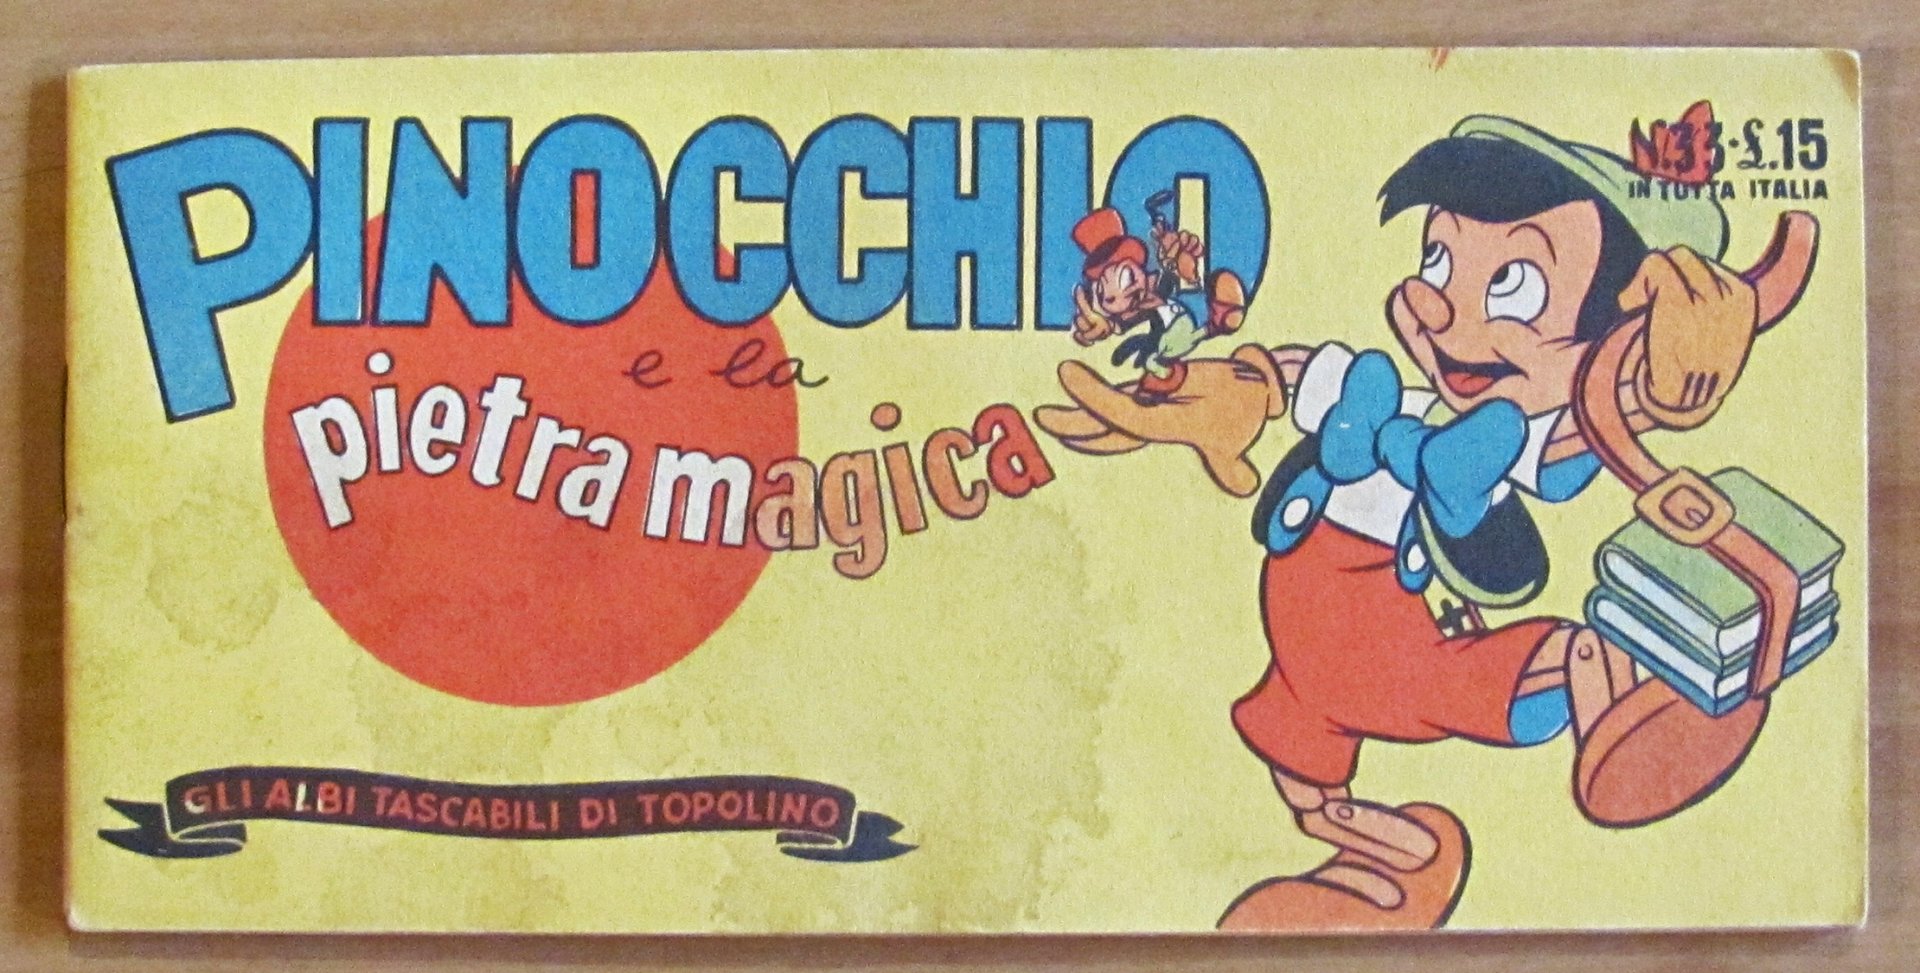 PINOCCHIO
e la
pietra magica
N.33·£.15
IN TUTTA ITALIA
GLI ALBI TASCABILI DI TOPOLINO